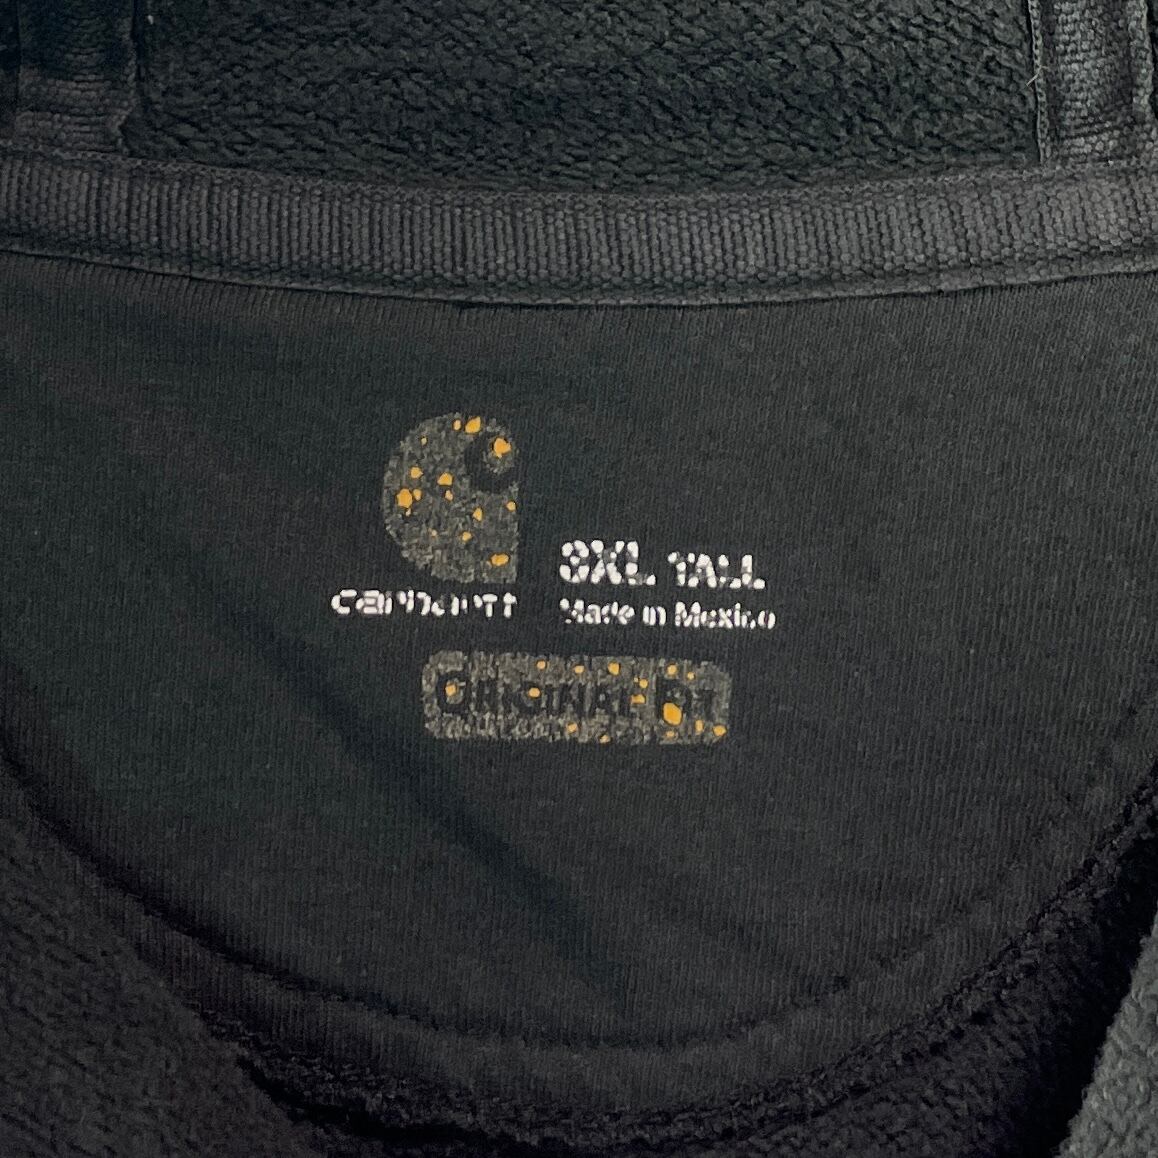 3XL TALL
carhartt
Made in Mexico
ORIGINAL FIT